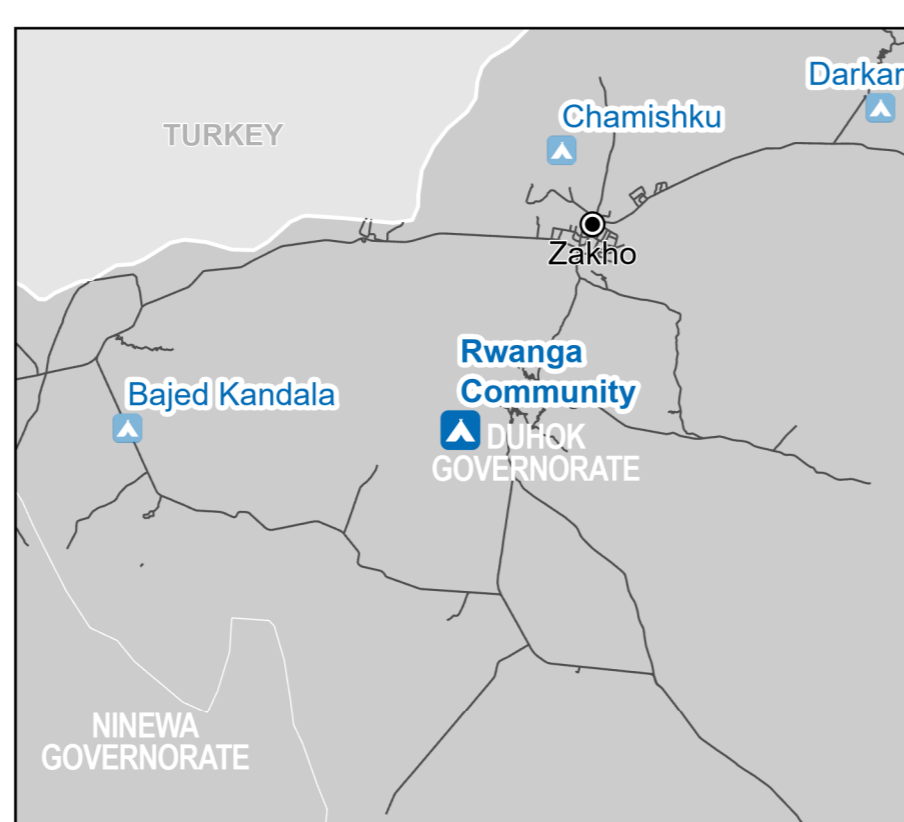 Darkar
Chamishku
TURKEY
Zakho
Rwanga
Community
Bajed Kandala
DUHOK
GOVERNORATE
NINEWA
GOVERNORATE